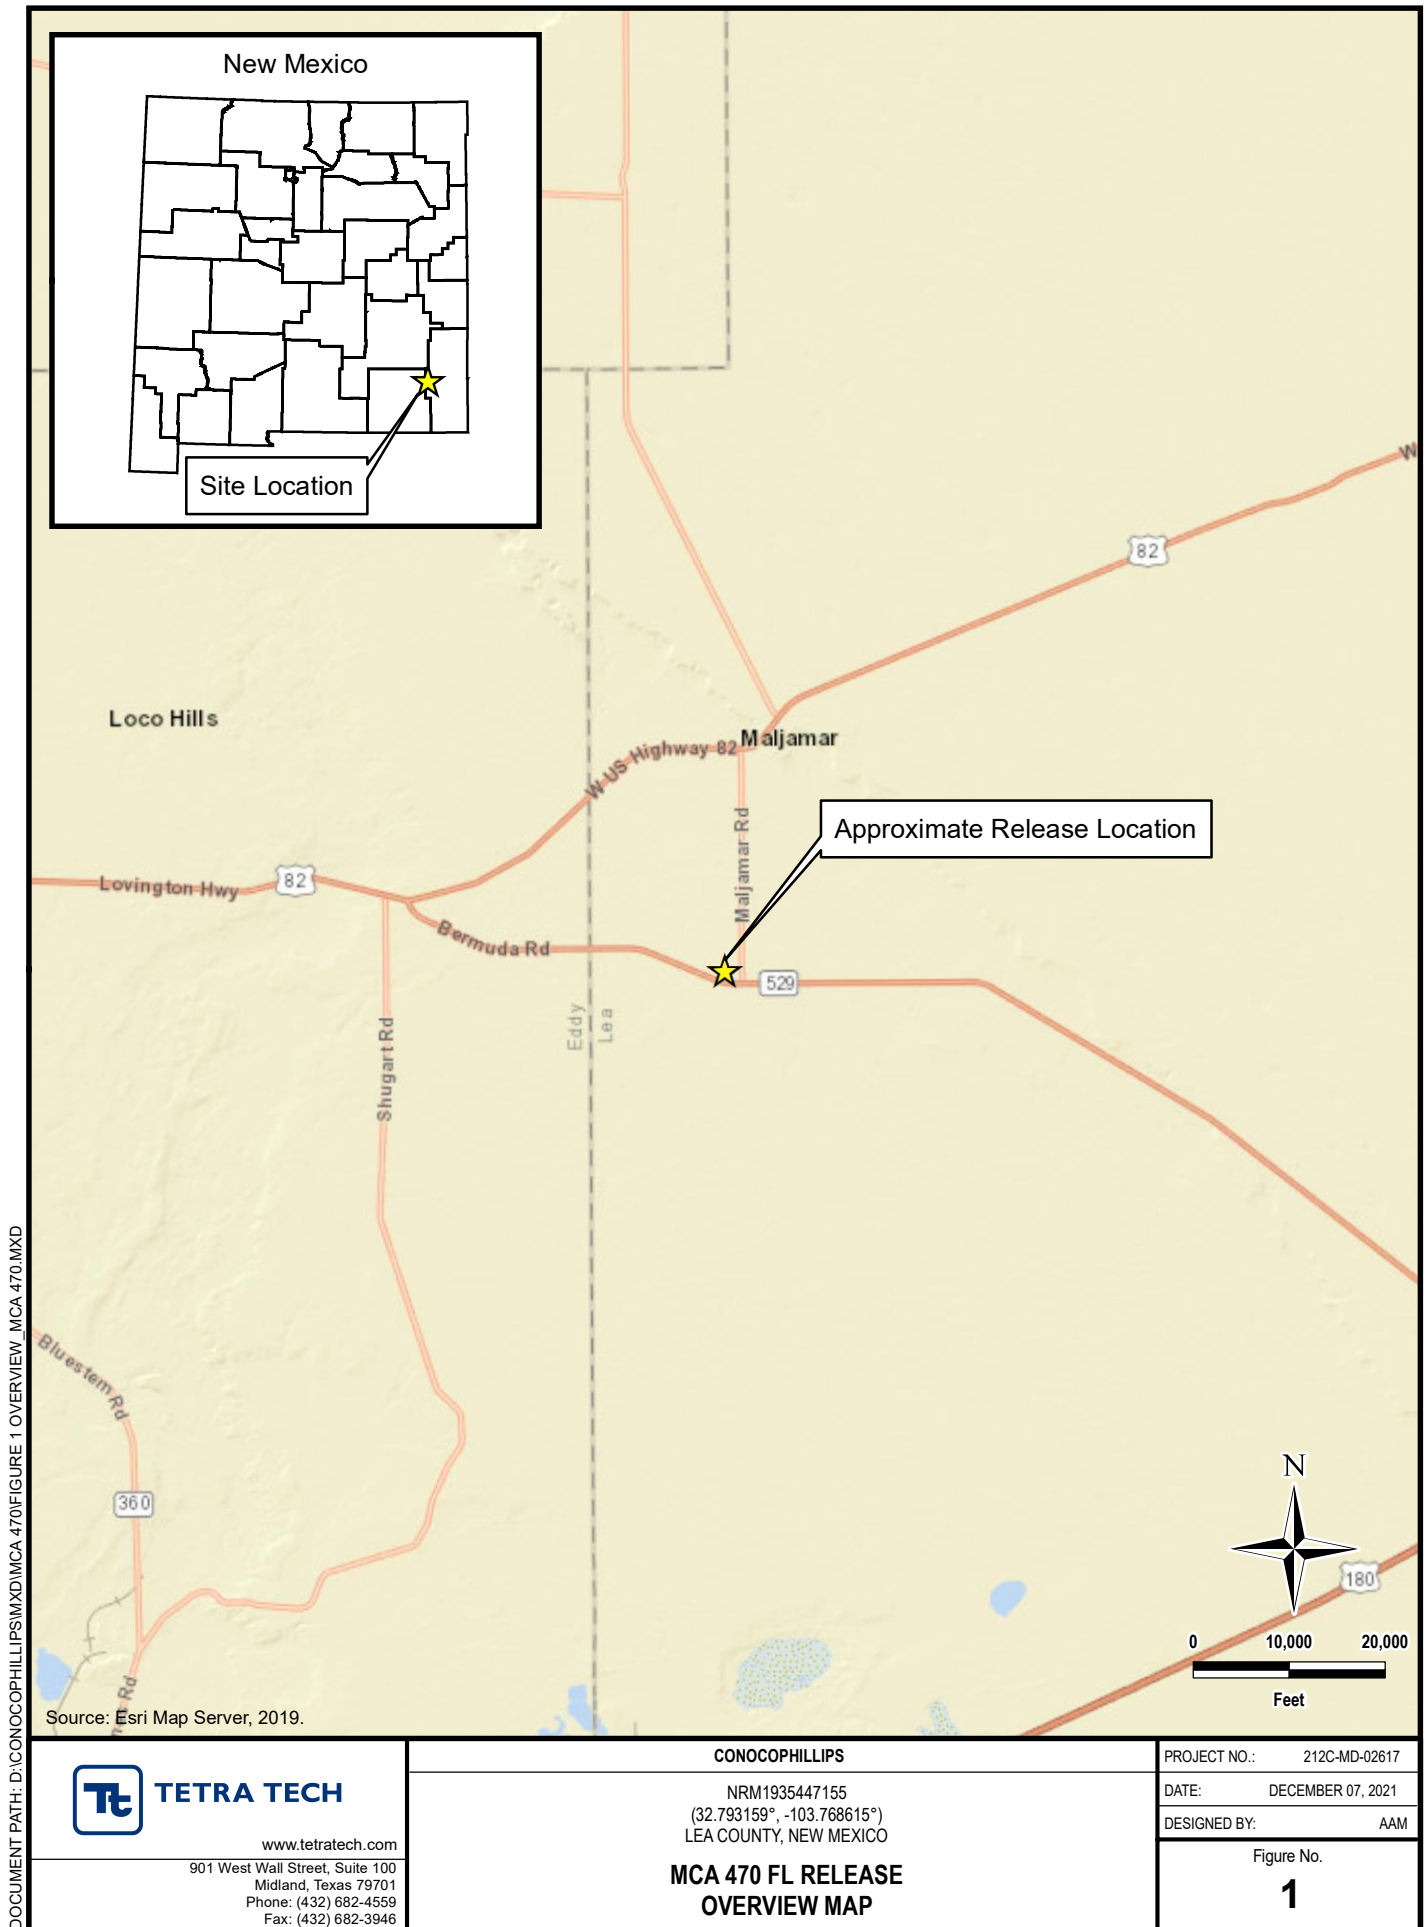 New Mexico
Site Location
W
82
Loco Hills
Maljamar
W US Highway 82
Approximate Release Location
Maljamar Rd
82
Lovington Hwy
Bermuda Rd
529
Eddy
Lea
Shugart Rd
Bluestem Rd
360
N
180
0 10,000 20,000
Feet
Rd
Source: Esri Map Server, 2019.
DOCUMENT PATH: D:\CONOCOPHILLIPS\MXD\MCA 470\FIGURE 1 OVERVIEW_MCA 470.MXD
Tt TETRA TECH
www.tetratech.com
901 West Wall Street, Suite 100
Midland, Texas 79701
Phone: (432) 682-4559
Fax: (432) 682-3946
CONOCOPHILLIPS
NRM1935447155
(32.793159°, -103.768615°)
LEA COUNTY, NEW MEXICO
MCA 470 FL RELEASE
OVERVIEW MAP
PROJECT NO.: 212C-MD-02617
DATE: DECEMBER 07, 2021
DESIGNED BY: AAM
Figure No.
1